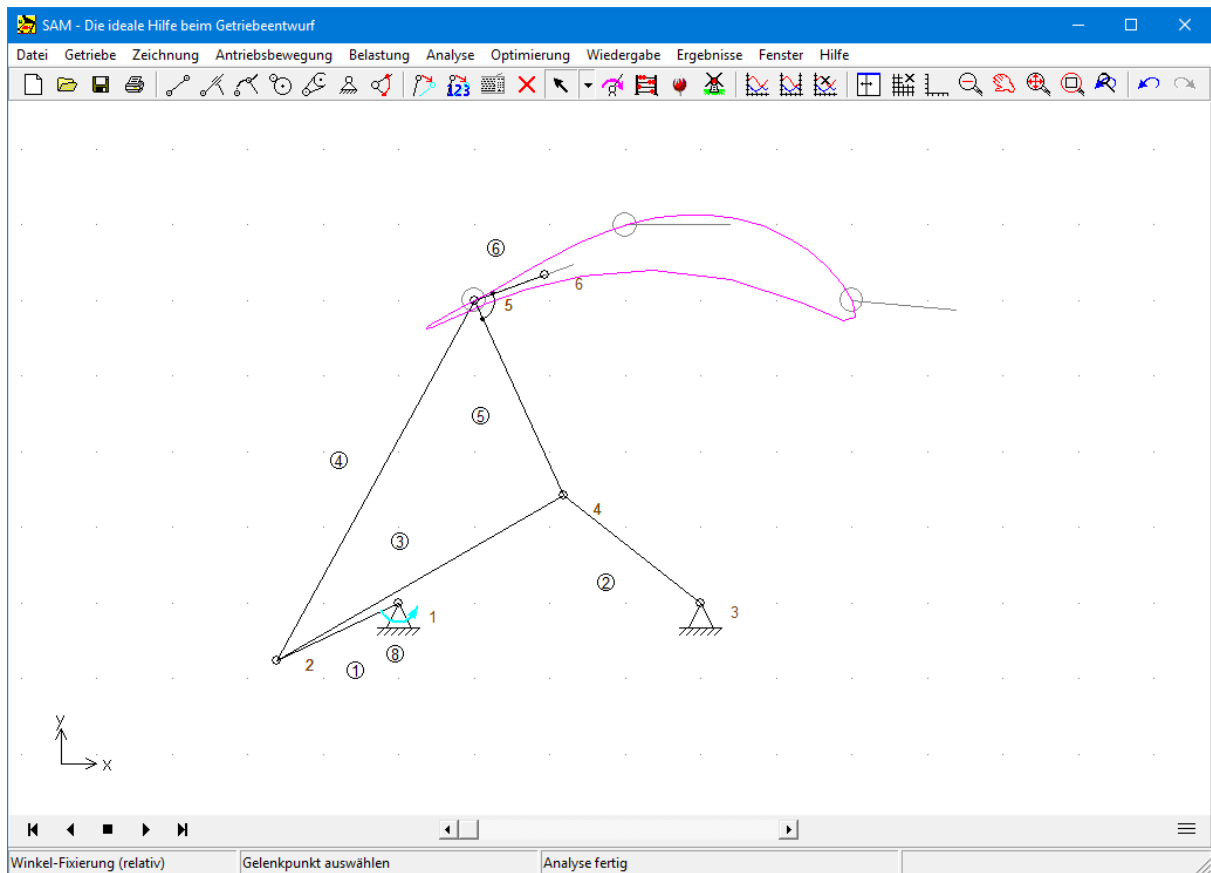 SAM - Die ideale Hilfe beim Getriebeentwurf
Datei Getriebe Zeichnung Antriebsbewegung Belastung Analyse Optimierung Wiedergabe Ergebnisse Fenster Hilfe
123
6
6
5
5
4
4
3
1
2
3
2
1
8
y
x
Winkel-Fixierung (relativ) Gelenkpunkt auswählen Analyse fertig